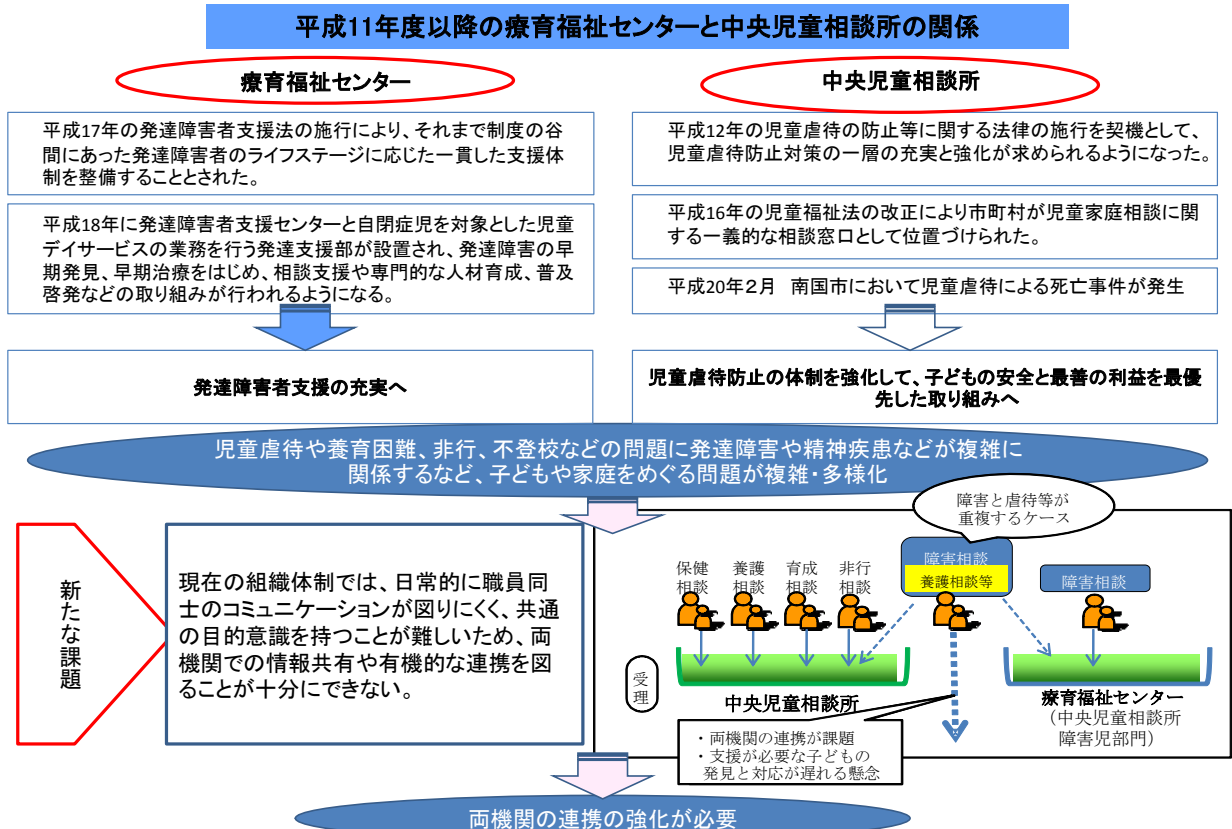 平成11年度以降の療育福祉センターと中央児童相談所の関係
療育福祉センター
平成17年の発達障害者支援法の施行により、それまで制度の谷
間にあった発達障害者のライフステージに応じた一貫した支援体
制を整備することとされた。
平成18年に発達障害者支援センターと自閉症児を対象とした児童
デイサービスの業務を行う発達支援部が設置され、発達障害の早
期発見、早期治療をはじめ、相談支援や専門的な人材育成、普及
啓発などの取り組みが行われるようになる。
発達障害者支援の充実へ
中央児童相談所
平成12年の児童虐待の防止等に関する法律の施行を契機として、
児童虐待防止対策の一層の充実と強化が求められるようになった。
平成16年の児童福祉法の改正により市町村が児童家庭相談に関
する一義的な相談窓口として位置づけられた。
平成20年２月　南国市において児童虐待による死亡事件が発生
児童虐待防止の体制を強化して、子どもの安全と最善の利益を最優
先した取り組みへ
児童虐待や養育困難、非行、不登校などの問題に発達障害や精神疾患などが複雑に
関係するなど、子どもや家庭をめぐる問題が複雑・多様化
新たな課題
現在の組織体制では、日常的に職員同
士のコミュニケーションが図りにくく、共通
の目的意識を持つことが難しいため、両
機関での情報共有や有機的な連携を図
ることが十分にできない。
障害と虐待等が
重複するケース
保健
相談
養護
相談
育成
相談
非行
相談
障害相談
養護相談等
障害相談
受理
中央児童相談所
療育福祉センター
（中央児童相談所
障害児部門）
・両機関の連携が課題
・支援が必要な子どもの
発見と対応が遅れる懸念
両機関の連携の強化が必要